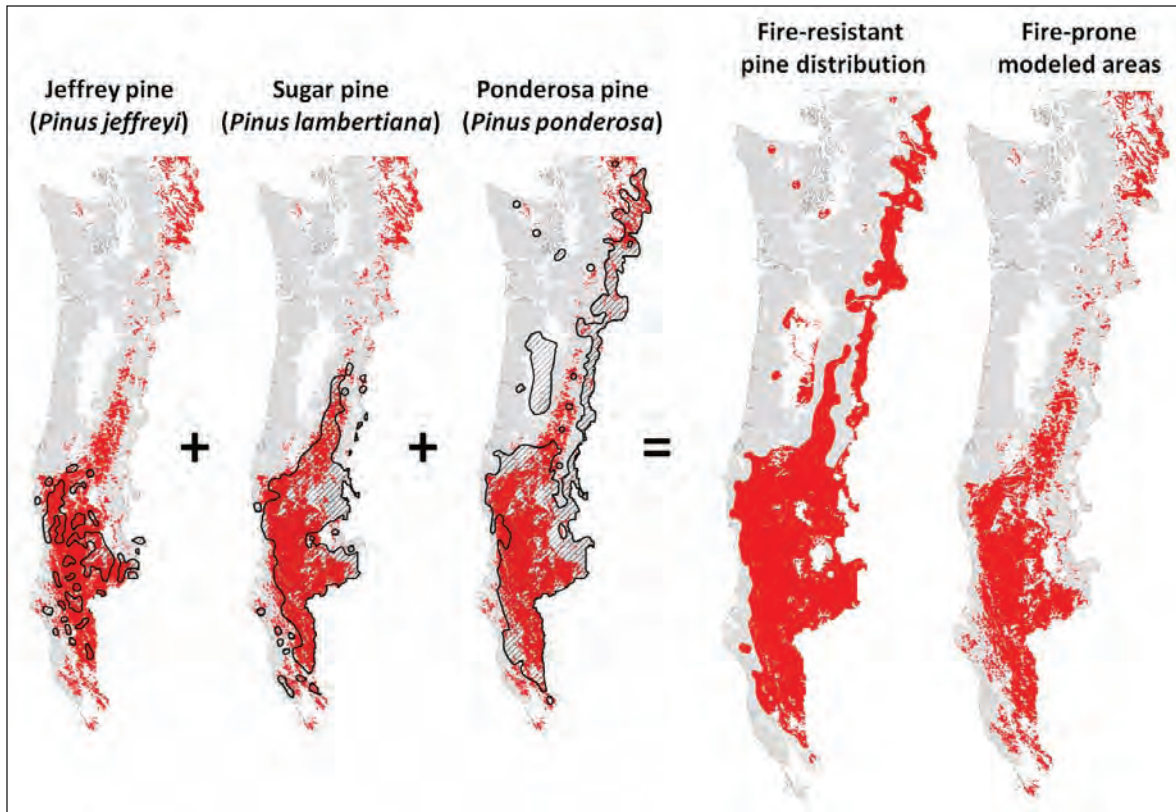 Jeffrey pine
(Pinus jeffreyi)
Sugar pine
(Pinus lambertiana)
Ponderosa pine
(Pinus ponderosa)
Fire-resistant
pine distribution
Fire-prone
modeled areas
+
+
=